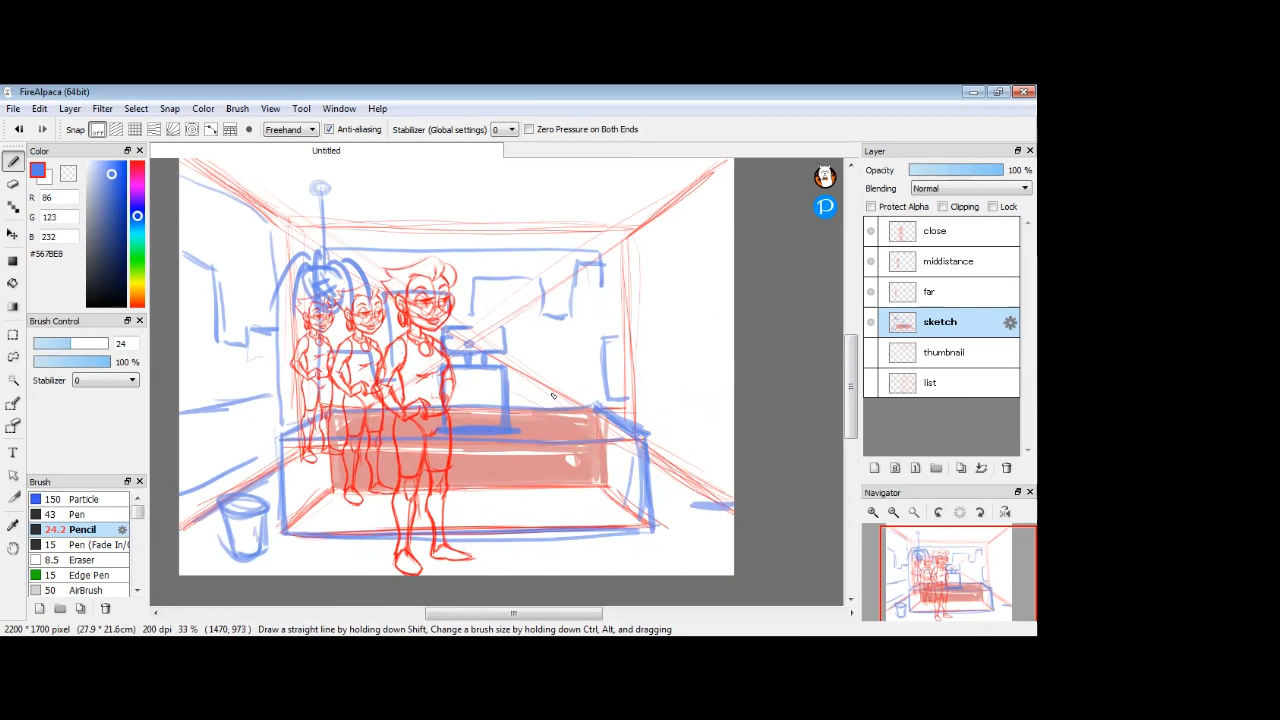 FireAlpaca (64bit)
File Edit Layer Filter Select Snap Color Brush View Tool Window Help
Snap OFF Freehand Anti-aliasing Stabilizer (Global settings) 0 Zero Pressure on Both Ends
Color
Untitled
Layer
Opacity 100 %
Blending Normal
Protect Alpha Clipping Lock
R 86
G 123
B 232
#567BE8
close
middistance
far
sketch
thumbnail
list
Brush Control
24
100 %
Stabilizer 0
Brush
150 Particle
43 Pen
24.2 Pencil
15 Pen (Fade In/
8.5 Eraser
15 Edge Pen
50 AirBrush
Navigator
2200 * 1700 pixel (27.9 * 21.6cm) 200 dpi 33 % (1470, 973) Draw a straight line by holding down Shift, Change a brush size by holding down Ctrl, Alt, and dragging